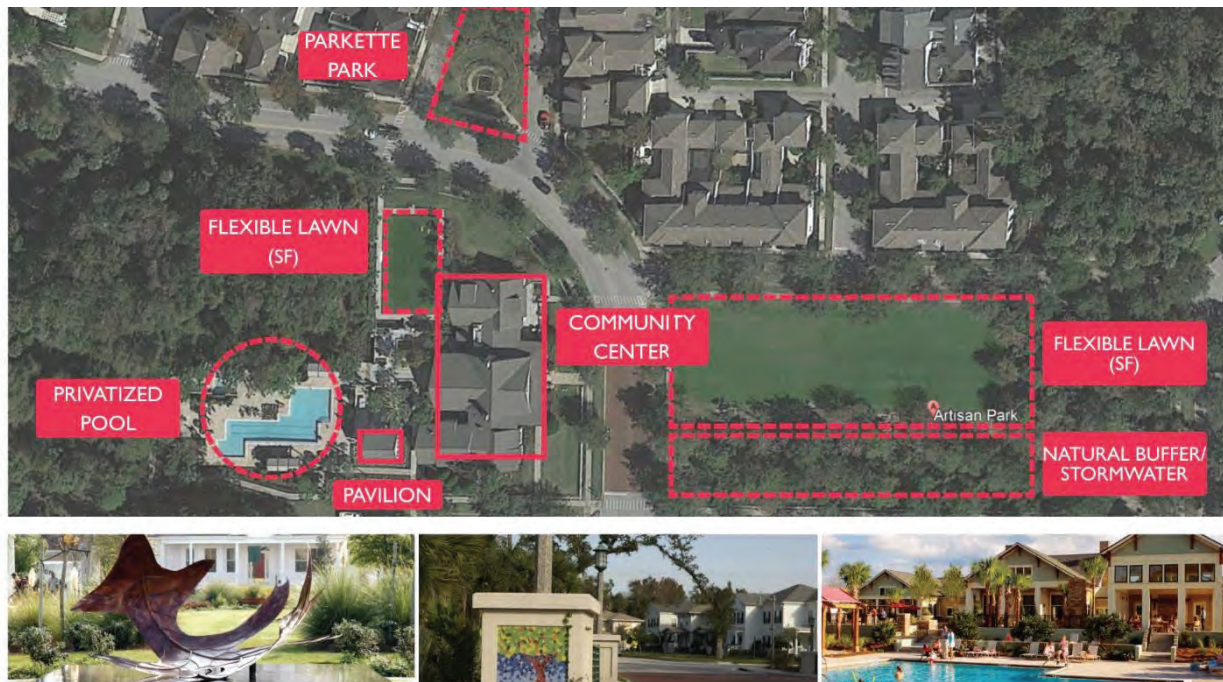 PARKETTE
PARK
FLEXIBLE LAWN
(SF)
COMMUNITY
CENTER
FLEXIBLE LAWN
(SF)
PRIVATIZED
POOL
Artisan Park
NATURAL BUFFER/
STORMWATER
PAVILION